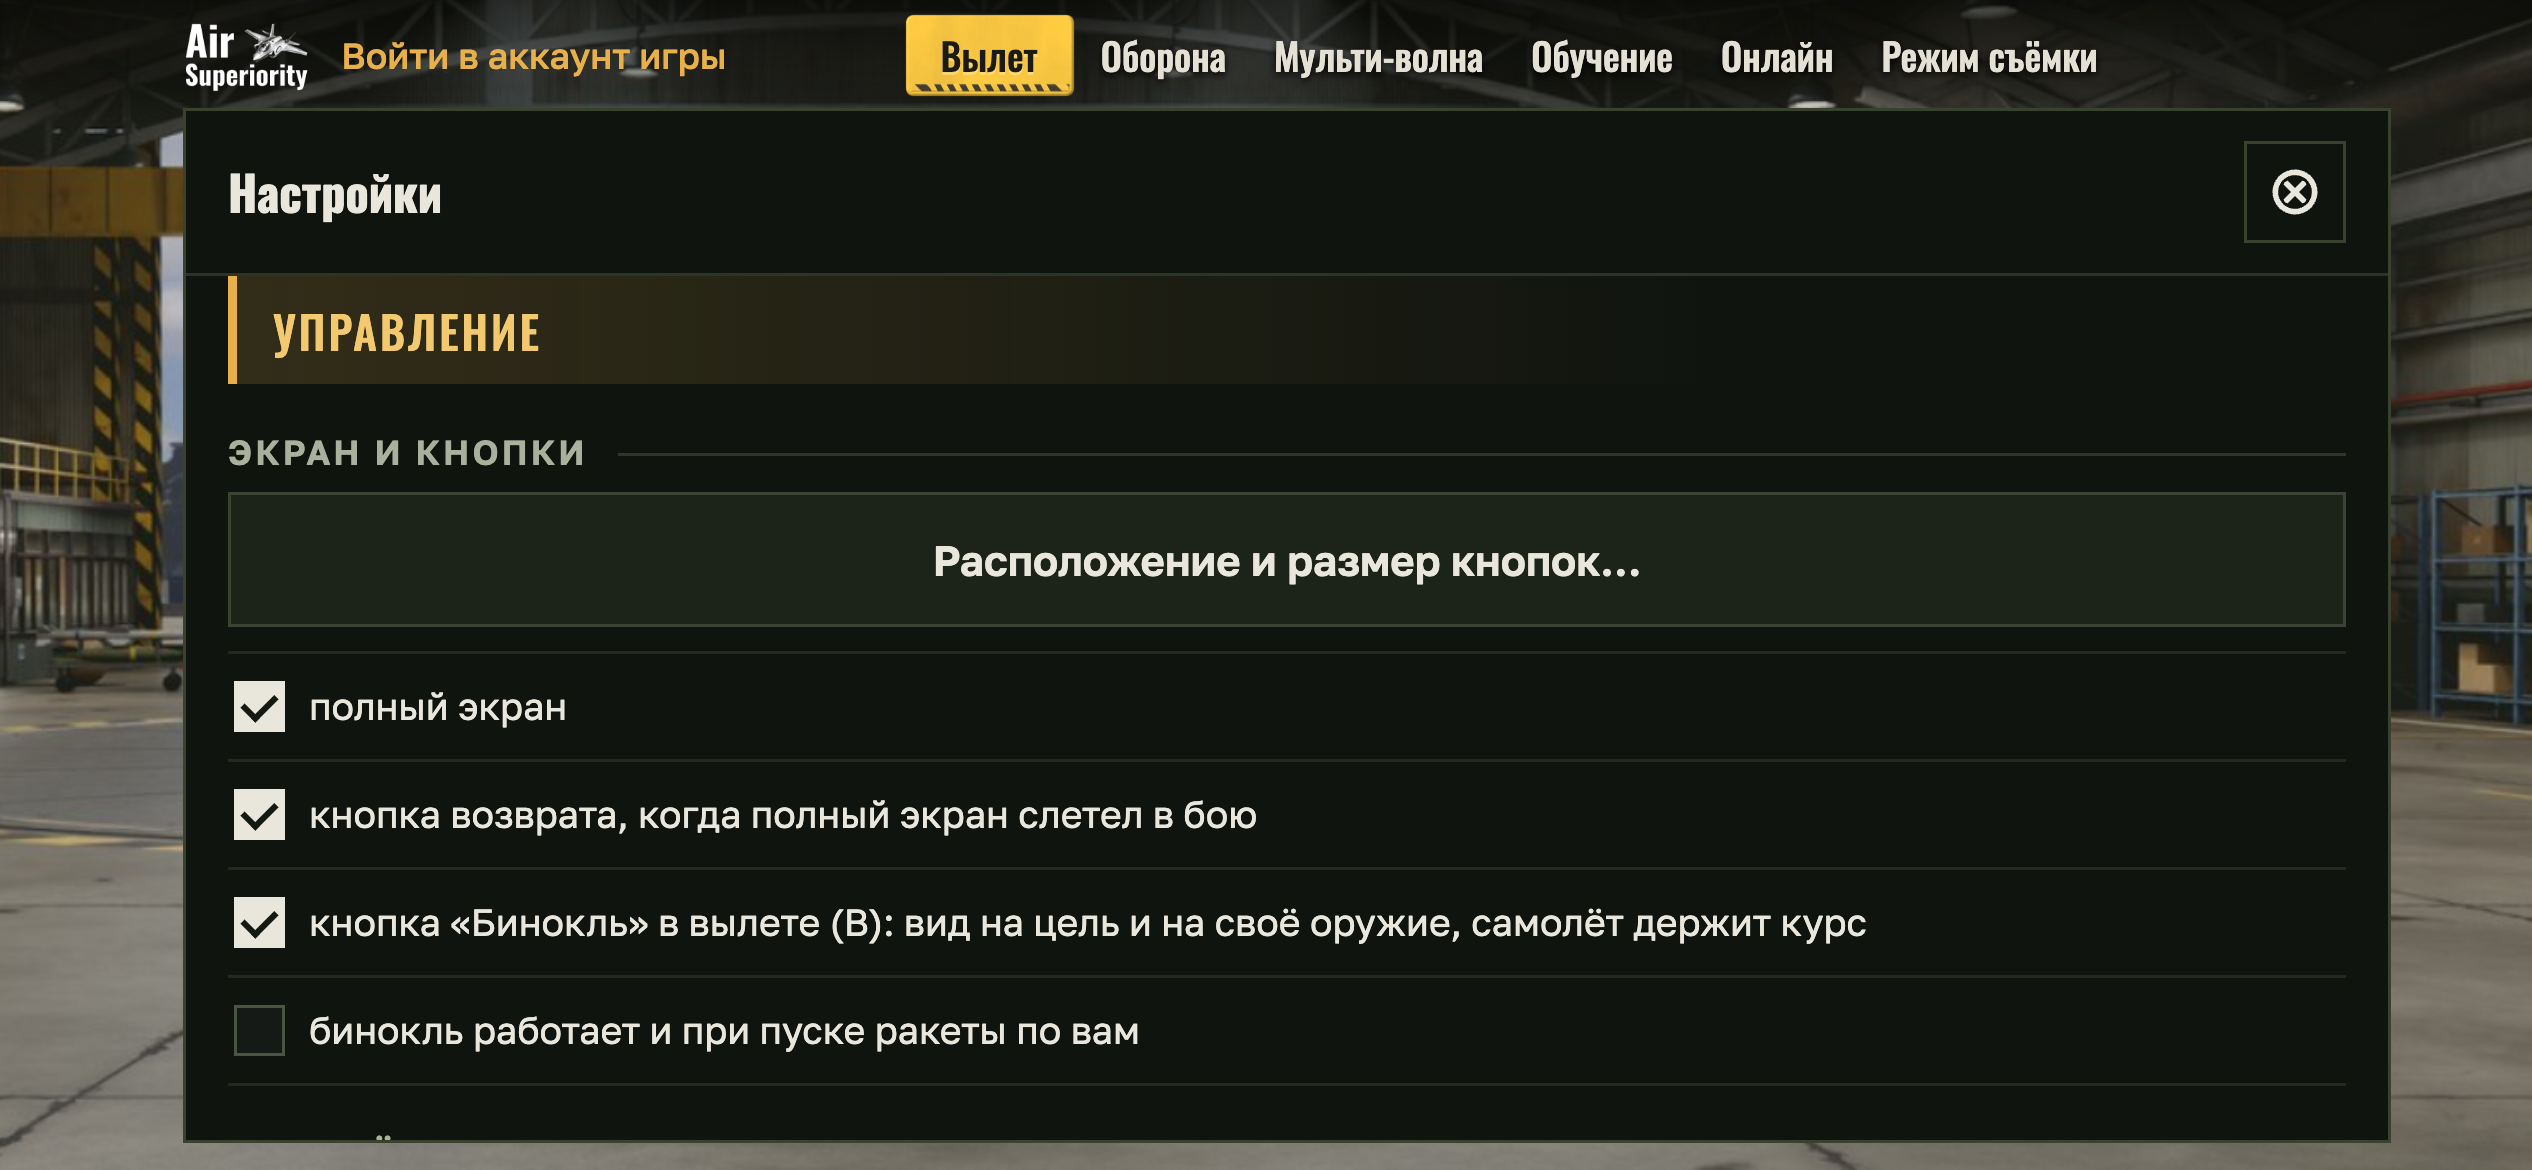 Air
Superiority
Войти в аккаунт игры
Вылет
Оборона
Мульти-волна
Обучение
Онлайн
Режим съёмки
Настройки
УПРАВЛЕНИЕ
ЭКРАН И КНОПКИ
Расположение и размер кнопок...
полный экран
кнопка возврата, когда полный экран слетел в бою
кнопка «Бинокль» в вылете (B): вид на цель и на своё оружие, самолёт держит курс
бинокль работает и при пуске ракеты по вам